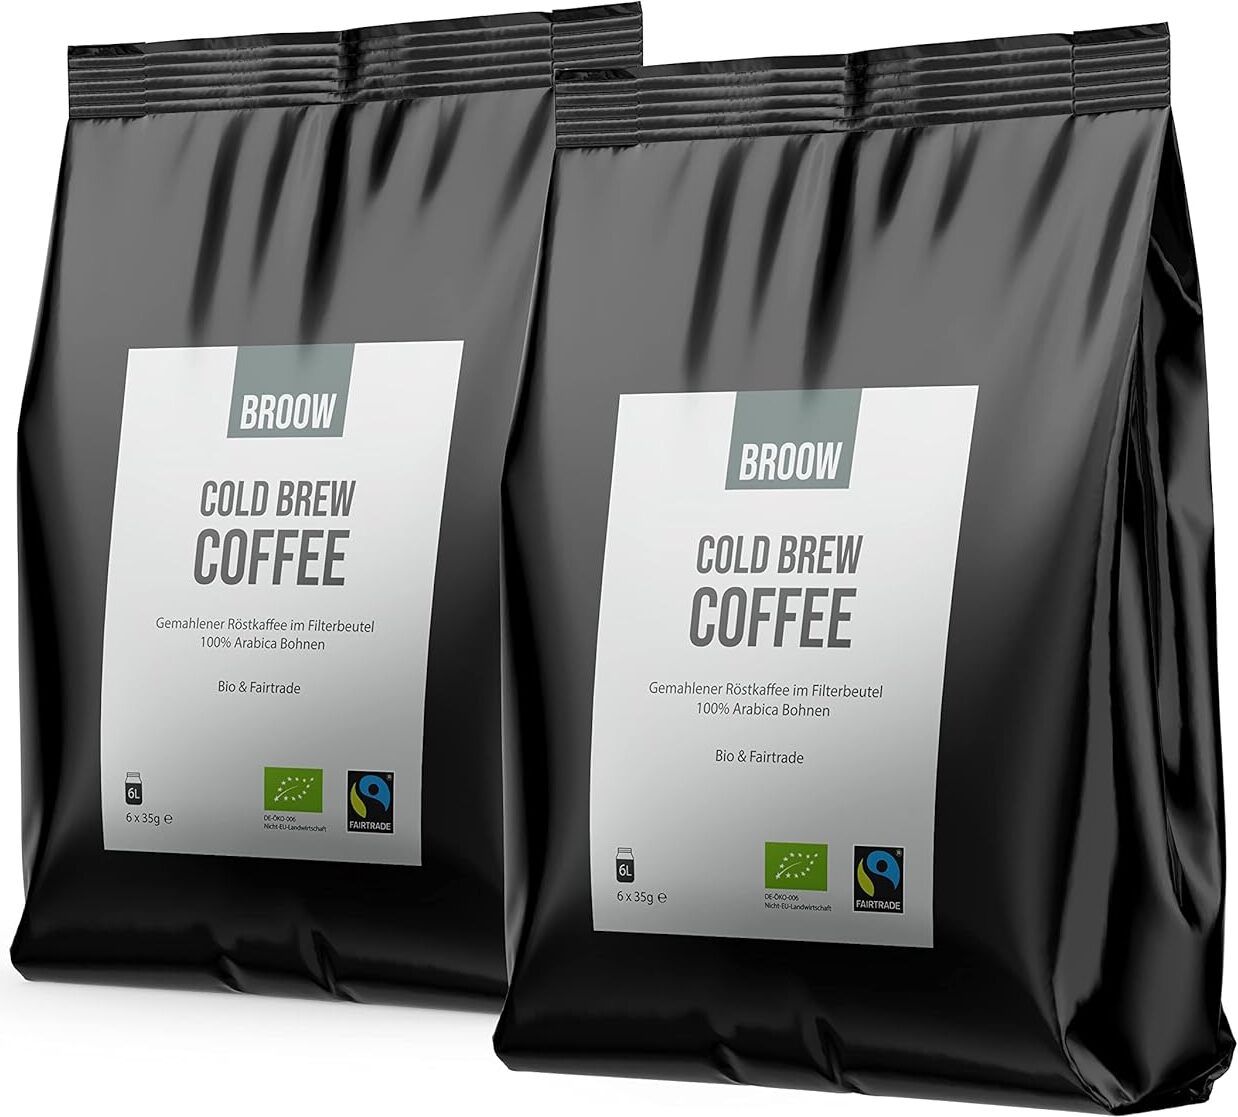 BROOW
COLD BREW
COFFEE
Gemahlener Röstkaffee im Filterbeutel
100% Arabica Bohnen
Bio & Fairtrade
6L
6 x 35g ℮
DE-ÖKO-006
Nicht-EU-Landwirtschaft
FAIRTRADE
®
BROOW
COLD BREW
COFFEE
Gemahlener Röstkaffee im Filterbeutel
100% Arabica Bohnen
Bio & Fairtrade
6L
6 x 35g ℮
DE-ÖKO-006
Nicht-EU-Landwirtschaft
FAIRTRADE
®